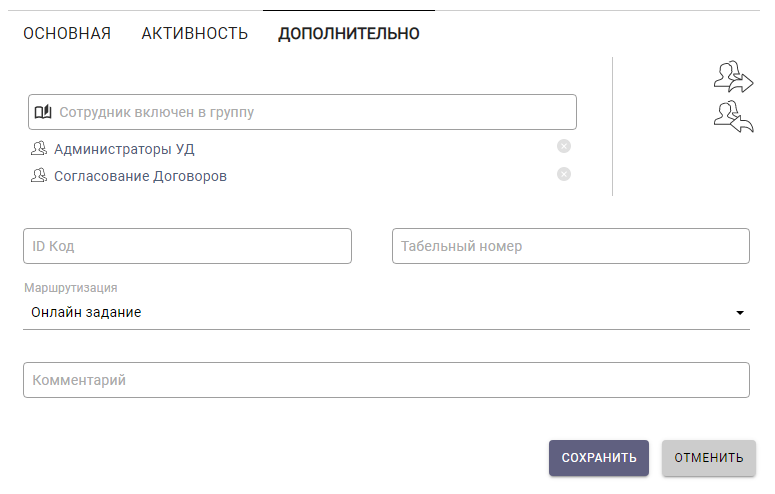 ОСНОВНАЯ АКТИВНОСТЬ ДОПОЛНИТЕЛЬНО
Сотрудник включен в группу
Администраторы УД
Согласование Договоров
ID Код Табельный номер
Маршрутизация
Онлайн задание
Комментарий
СОХРАНИТЬ ОТМЕНИТЬ